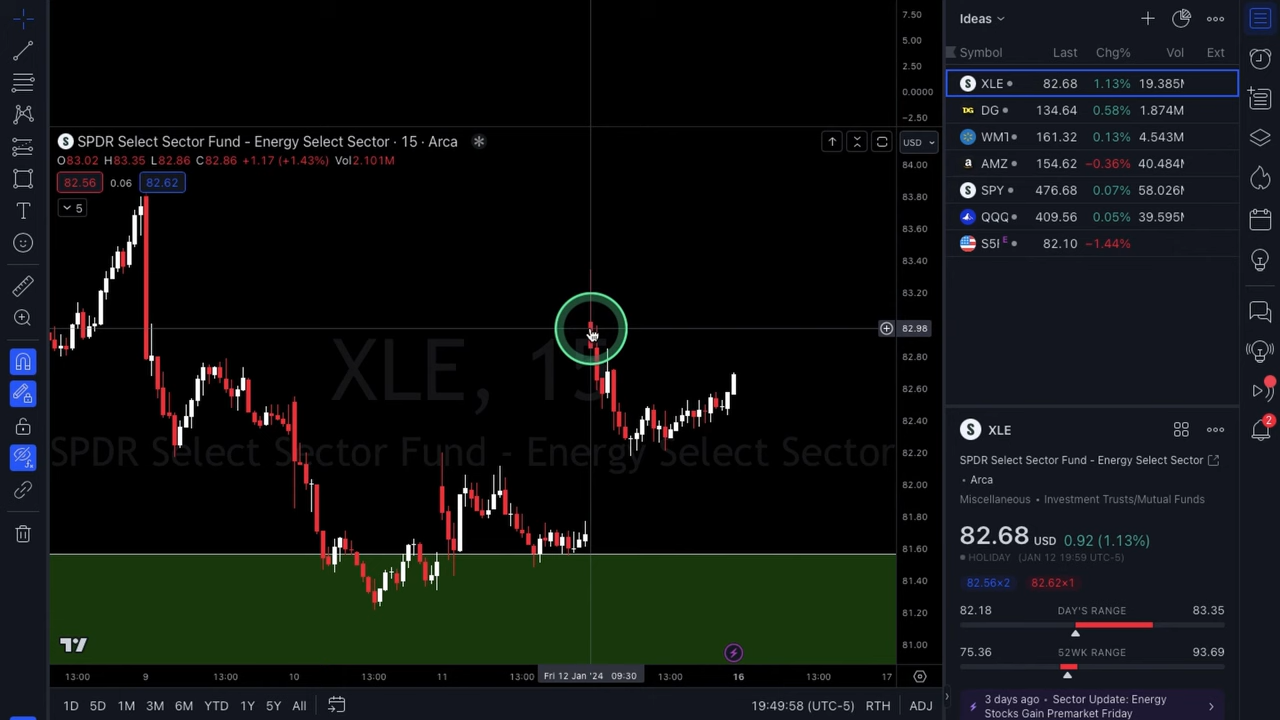 7.50
5.00
2.50
0.0000
−2.50
SPDR Select Sector Fund - Energy Select Sector · 15 · Arca
USD
O83.02 H83.35 L82.86 C82.86 +1.17 (+1.43%) Vol2.101M
82.56 0.06 82.62
5
84.00
83.80
83.60
83.40
83.20
82.98
82.80
82.60
82.40
82.20
82.00
81.80
81.60
81.40
81.20
81.00
XLE, 15
SPDR Select Sector Fund - Energy Select Sector
13:00 9 13:00 10 13:00 11 13:00 Fri 12 Jan '24 09:30 13:00 16 13:00 17
1D 5D 1M 3M 6M YTD 1Y 5Y All 19:49:58 (UTC-5) RTH ADJ
Ideas
Symbol Last Chg% Vol Ext
XLE 82.68 1.13% 19.385M
DG 134.64 0.58% 1.874M
WMT 161.32 0.13% 4.543M
AMZ 154.62 −0.36% 40.484M
SPY 476.68 0.07% 58.026M
QQQ 409.56 0.05% 39.595M
S5I E 82.10 −1.44%
XLE
SPDR Select Sector Fund - Energy Select Sector
• Arca
Miscellaneous • Investment Trusts/Mutual Funds
82.68 USD 0.92 (1.13%)
HOLIDAY (JAN 12 19:59 UTC-5)
82.56×2 82.62×1
82.18 DAY'S RANGE 83.35
75.36 52WK RANGE 93.69
3 days ago • Sector Update: Energy
Stocks Gain Premarket Friday
2